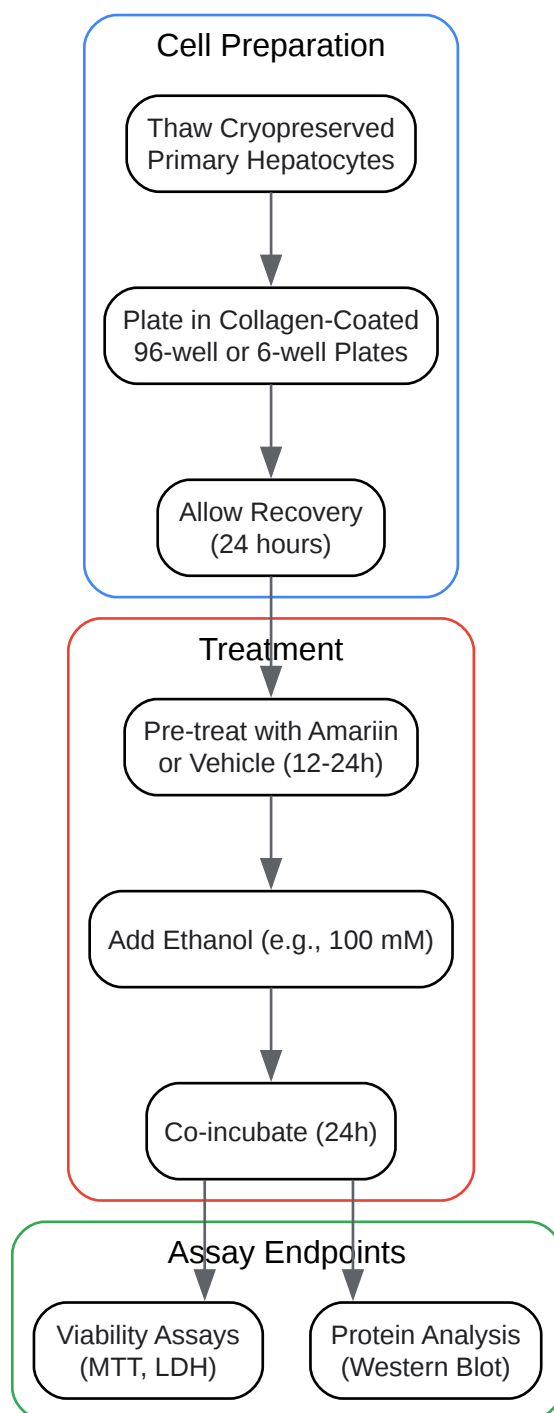 Cell Preparation
Thaw Cryopreserved
Primary Hepatocytes
Plate in Collagen-Coated
96-well or 6-well Plates
Allow Recovery
(24 hours)
Treatment
Pre-treat with Amariin
or Vehicle (12-24h)
Add Ethanol (e.g., 100 mM)
Co-incubate (24h)
Assay Endpoints
Viability Assays
(MTT, LDH)
Protein Analysis
(Western Blot)